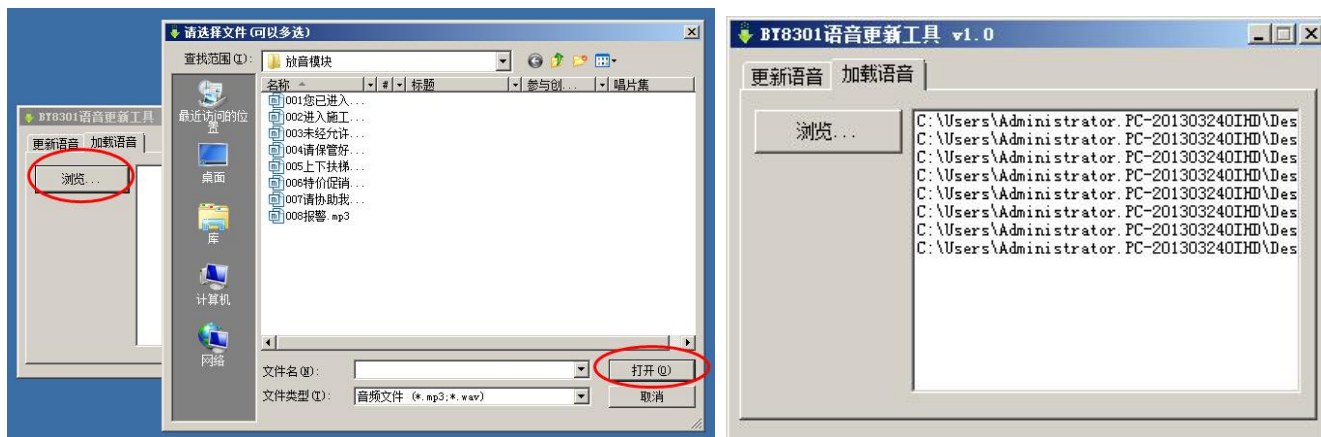 请选择文件(可以多选)
查找范围(I):
放音模块
名称
#
标题
参与创...
唱片集
001您已进入...
002进入施工...
003未经允许...
004请保管好...
005上下扶梯...
006特价促销...
007请协助我...
008报警.mp3
最近访问的位置
桌面
库
计算机
网络
文件名(N):
打开(O)
文件类型(T):
音频文件 (*.mp3;*.wav)
取消
BY8301语音更新工具
更新语音
加载语音
浏览...
BY8301语音更新工具 v1.0
更新语音
加载语音
浏览...
C:\Users\Administrator.PC-201303240IHD\Des
C:\Users\Administrator.PC-201303240IHD\Des
C:\Users\Administrator.PC-201303240IHD\Des
C:\Users\Administrator.PC-201303240IHD\Des
C:\Users\Administrator.PC-201303240IHD\Des
C:\Users\Administrator.PC-201303240IHD\Des
C:\Users\Administrator.PC-201303240IHD\Des
C:\Users\Administrator.PC-201303240IHD\Des